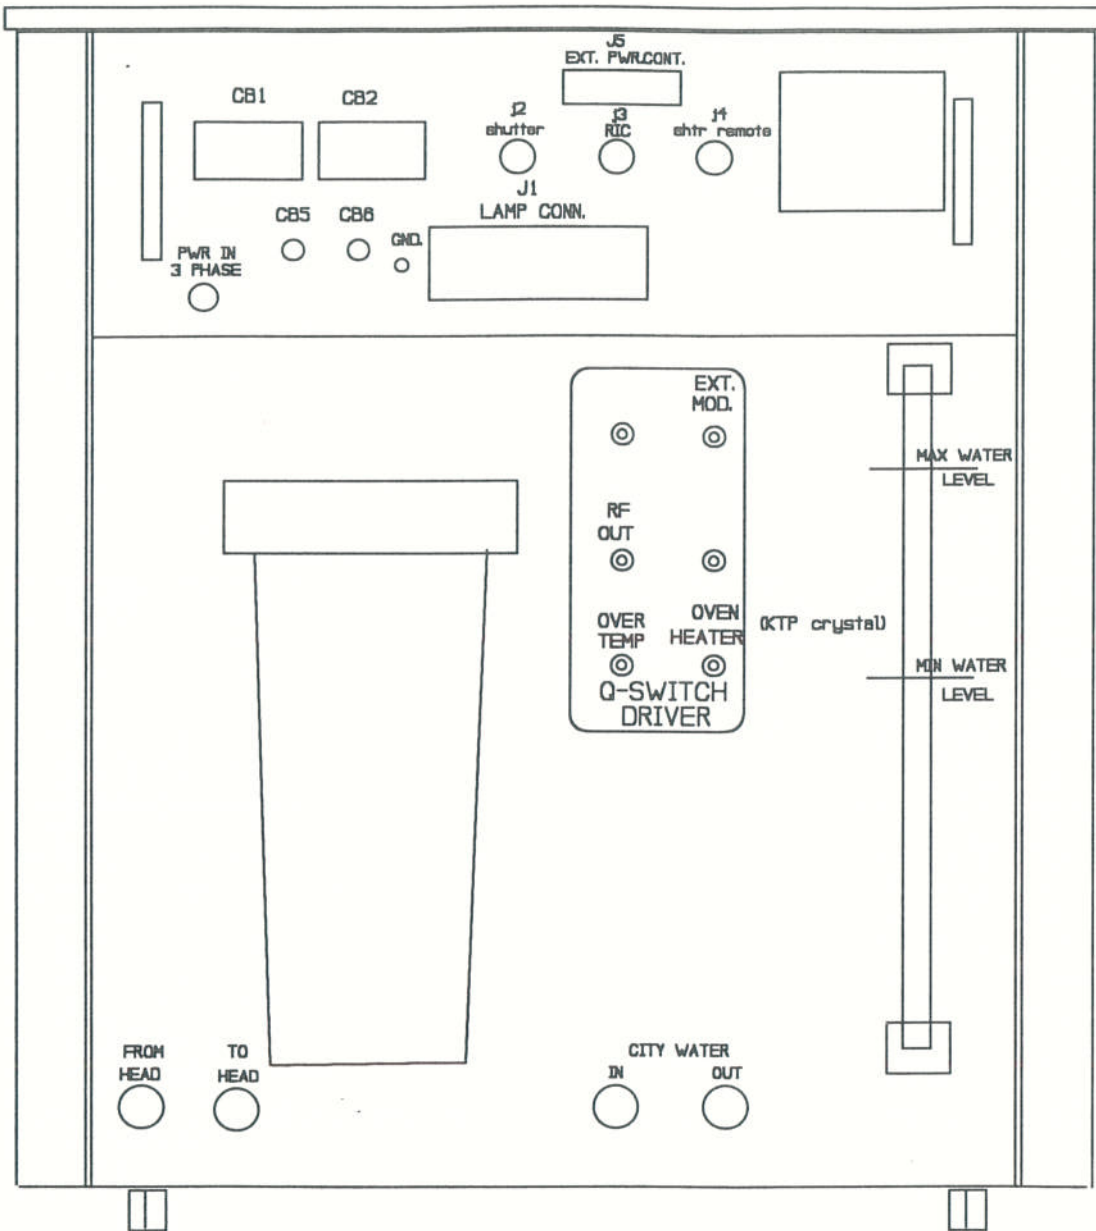 J5
EXT. PWR.CONT.
CB1
CB2
j2
shutter
j3
RIC
j4
shtr remote
J1
LAMP CONN.
CB5
CB6
GND.
PWR IN
3 PHASE
EXT.
MOD.
MAX WATER
LEVEL
RF
OUT
OVER
TEMP
OVEN
HEATER
(KTP crystal)
Q-SWITCH
DRIVER
MIN WATER
LEVEL
FROM
HEAD
TO
HEAD
CITY WATER
IN
OUT